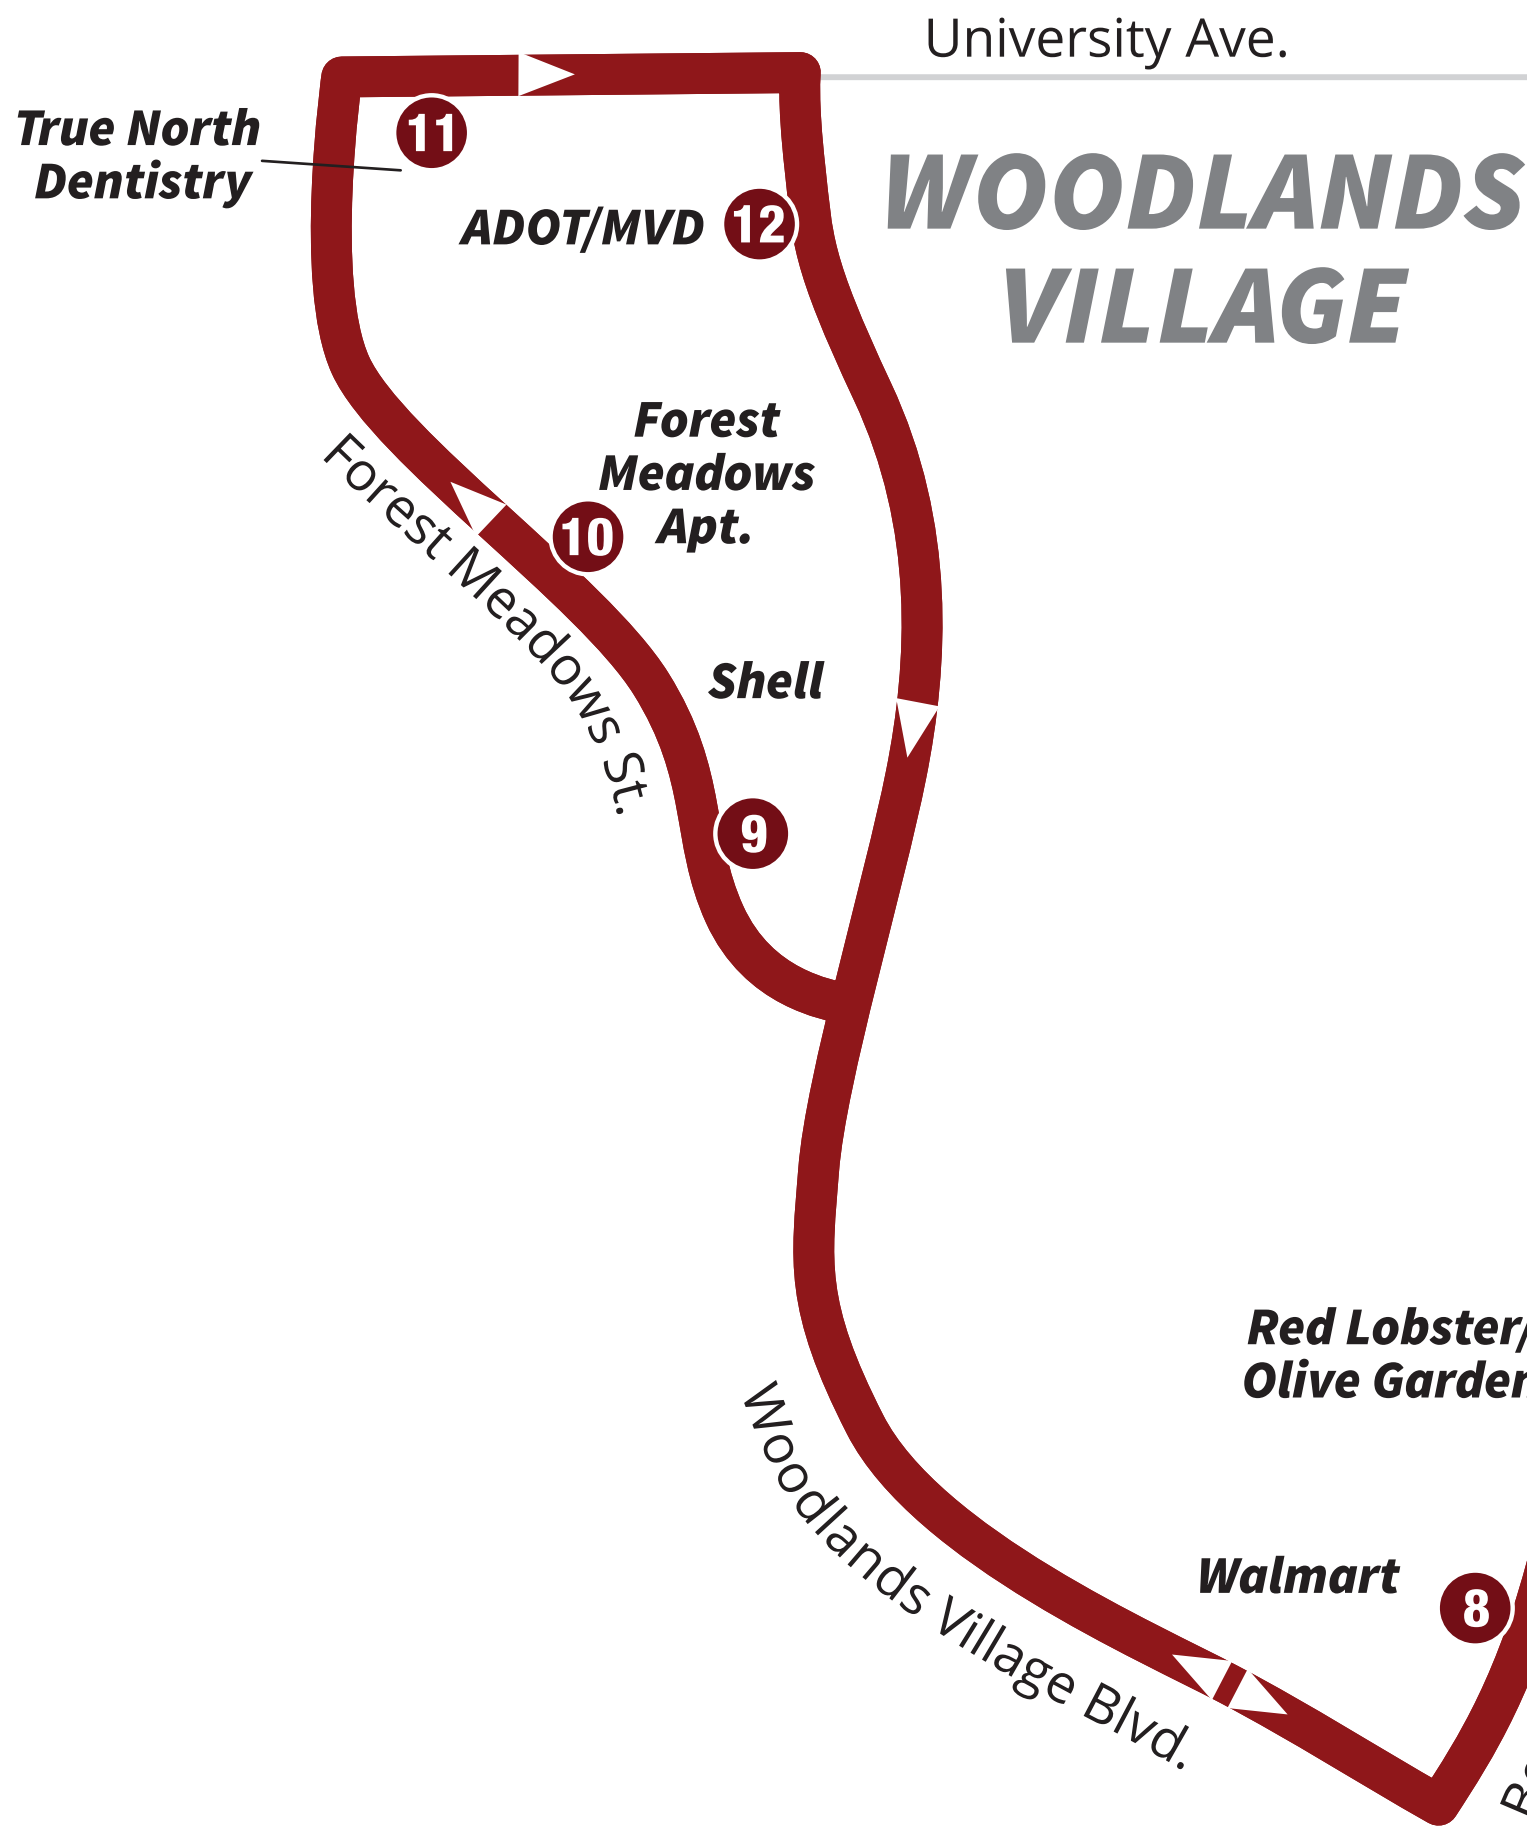 University Ave.
True North
Dentistry
11
WOODLANDS
VILLAGE
ADOT/MVD
12
Forest
Meadows
Apt.
10
Forest Meadows St.
Shell
9
Red Lobster/
Olive Garden
Woodlands Village Blvd.
Walmart
8